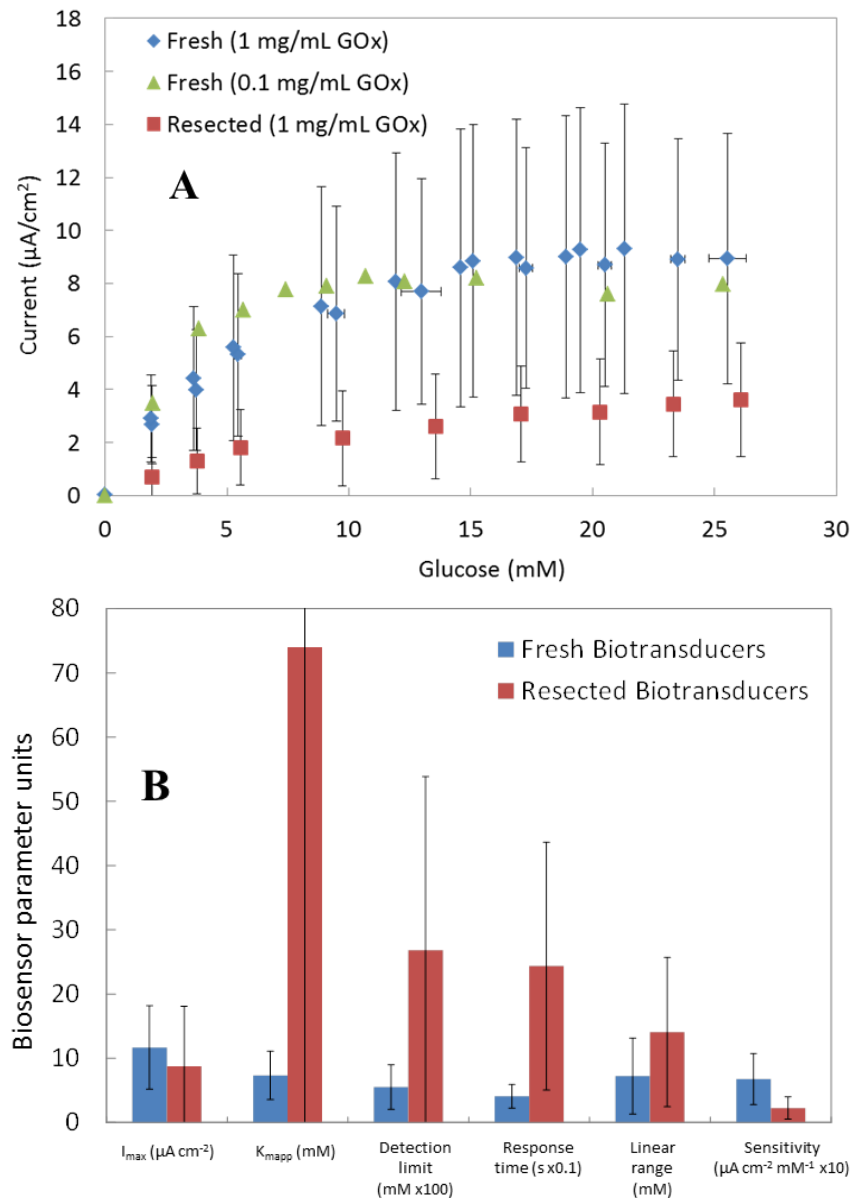 18
16
14
12
10
8
6
4
2
0
Current (µA/cm²)
Fresh (1 mg/mL GOx)
Fresh (0.1 mg/mL GOx)
Resected (1 mg/mL GOx)
A
0 5 10 15 20 25 30
Glucose (mM)
80
70
60
50
40
30
20
10
0
Biosensor parameter units
Fresh Biotransducers
Resected Biotransducers
B
Iₘₐₓ (µA cm⁻²)
Kₘₐₚₚ (mM)
Detection
limit
(mM x100)
Response
time (s x0.1)
Linear
range
(mM)
Sensitivity
(µA cm⁻² mM⁻¹ x10)